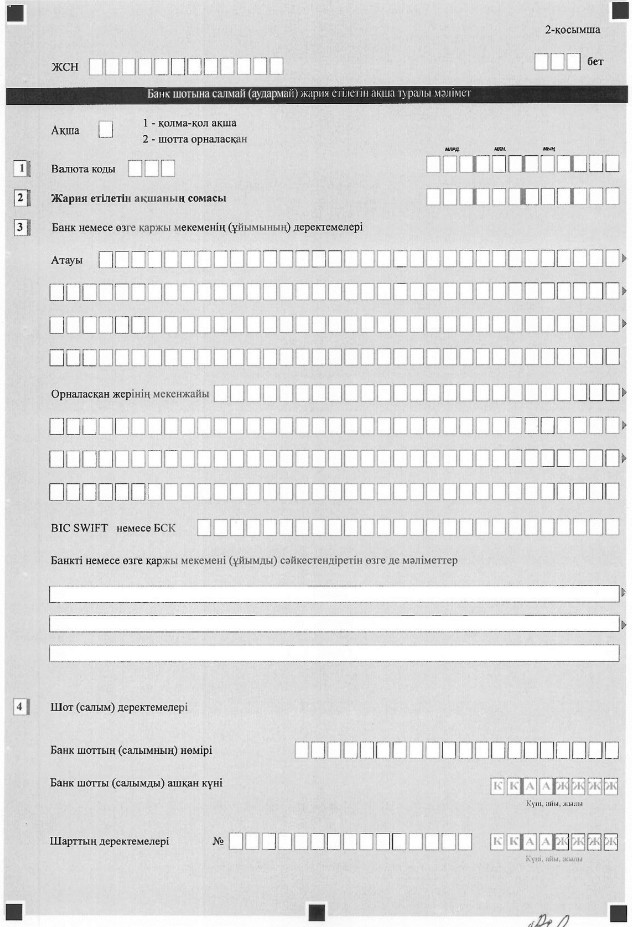 2-қосымша
ЖСН
бет
Банк шотына салмай (аудармай) жария етілетін ақша туралы мәлімет
Ақша
1 - қолма-қол ақша
2 - шотта орналасқан
МЛРД. МЛН. МЫҢ
1 Валюта коды
2 Жария етілетін ақшаның сомасы
3 Банк немесе өзге қаржы мекеменің (ұйымының) деректемелері
Атауы
Орналасқан жерінің мекенжайы
BIC SWIFT немесе БСК
Банкті немесе өзге қаржы мекемені (ұйымды) сәйкестендіретін өзге де мәліметтер
4 Шот (салым) деректемелері
Банк шоттың (салымның) нөмірі
Банк шотты (салымды) ашқан күні К К А А Ж Ж Ж Ж
Күні, айы, жылы
Шарттың деректемелері № К К А А Ж Ж Ж Ж
Күні, айы, жылы